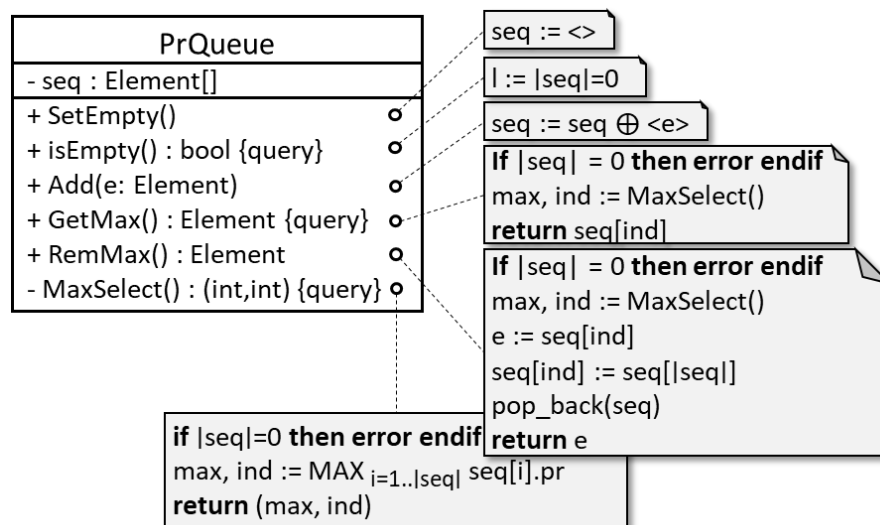 PrQueue
- seq : Element[]
+ SetEmpty()
+ isEmpty() : bool {query}
+ Add(e: Element)
+ GetMax() : Element {query}
+ RemMax() : Element
- MaxSelect() : (int,int) {query}
seq := <>
l := |seq|=0
seq := seq ⊕ <e>
If |seq| = 0 then error endif
max, ind := MaxSelect()
return seq[ind]
If |seq| = 0 then error endif
max, ind := MaxSelect()
e := seq[ind]
seq[ind] := seq[|seq|]
pop_back(seq)
return e
if |seq|=0 then error endif
max, ind := MAX i=1..|seq| seq[i].pr
return (max, ind)